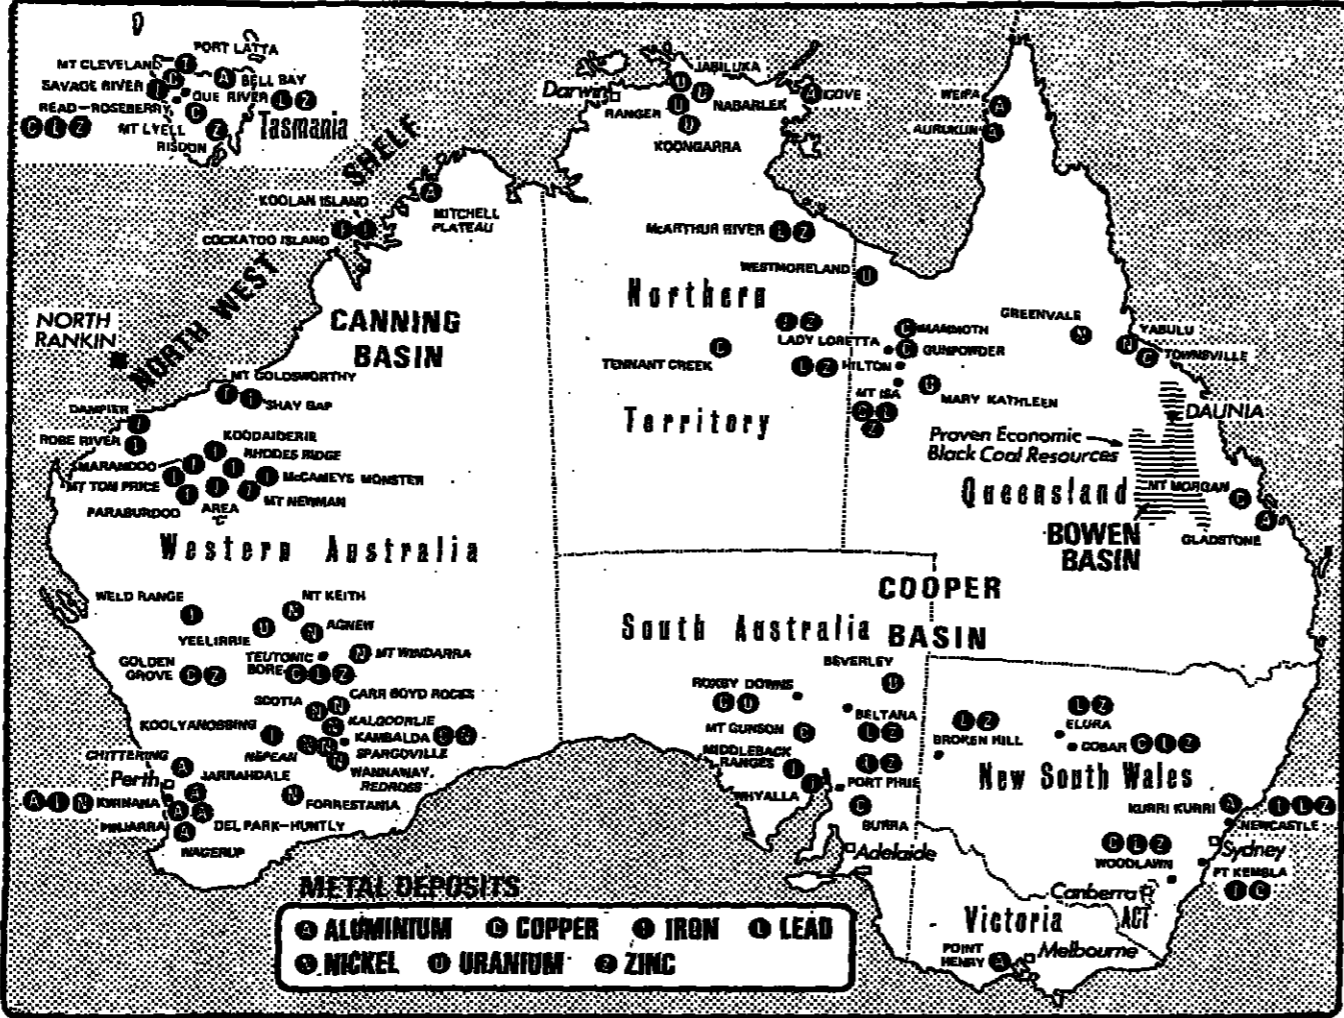 PORT LATTA
MT CLEVELAND
I
C
A
BELL BAY
SAVAGE RIVER
I
QUE RIVER
L Z
READ-ROSEBERRY
C
C L Z
MT LYELL
Z
Tasmania
RISDON
NORTH WEST SHELF
KOOLAN ISLAND
COCKATOO ISLAND
I I
A
MITCHELL
PLATEAU
NORTH
RANKIN
CANNING
BASIN
Darwin
JABILUKA
U
U
RANGER
U
NABARLEK
U
KOONGARRA
A
GOVE
WEIPA
A
AURUKUN
A
McARTHUR RIVER
L Z
WESTMORELAND
U
Northern
Territory
LADY LORETTA
TENNANT CREEK
C
L Z
HILTON
C
MAMMOTH
C
GUNPOWDER
MT ISA
C L
Z
U
MARY KATHLEEN
GREENVALE
N
YABULU
N
C
TOWNSVILLE
DAUNIA
Proven Economic
Black Coal Resources
Queensland
MT MORGAN
C
A
GLADSTONE
BOWEN
BASIN
MT GOLDSWORTHY
I I
SHAY GAP
DAMPIER
I
ROBE RIVER
I
KOODAIDERIE
I
RHODES RIDGE
I
MARANDOO
I
McCAMEYS MONSTER
I
MT TOM PRICE
I
MT NEWMAN
I
PARABURDOO
I
AREA
'C'
I
Western Australia
WELD RANGE
I
MT KEITH
N
YEELIRRIE
U
N
AGNEW
GOLDEN
GROVE
C Z
TEUTONIC
BORE
C L Z
N
MT WINDARRA
SCOTIA
N
N
CARR BOYD ROCKS
KOOLYANOBBING
I
N
KALGOORLIE
KAMBALDA
C N
NEPEAN
N N
SPARGOVILLE
N
WANNAWAY,
REDROSS
CHITTERING
A
Perth
JARRAHDALE
A
A I N
KWINANA
A A
N
FORRESTANIA
PINJARRA
A
DEL PARK-HUNTLY
WAGERUP
COOPER
BASIN
South Australia
BEVERLEY
U
ROXBY DOWNS
C U
BELTANA
L Z
MT GUNSON
C
MIDDLEBACK
RANGES
I
L Z
PORT PIRIE
WHYALLA
I
C
BURRA
Adelaide
L Z
BROKEN HILL
L Z
ELURA
COBAR
C L Z
New South Wales
KURRI KURRI
A
I L Z
NEWCASTLE
C L Z
WOODLAWN
Sydney
PT KEMBLA
I C
Canberra
ACT
Victoria
POINT
HENRY
A
Melbourne
METAL DEPOSITS
A ALUMINIUM C COPPER I IRON L LEAD
N NICKEL U URANIUM Z ZINC